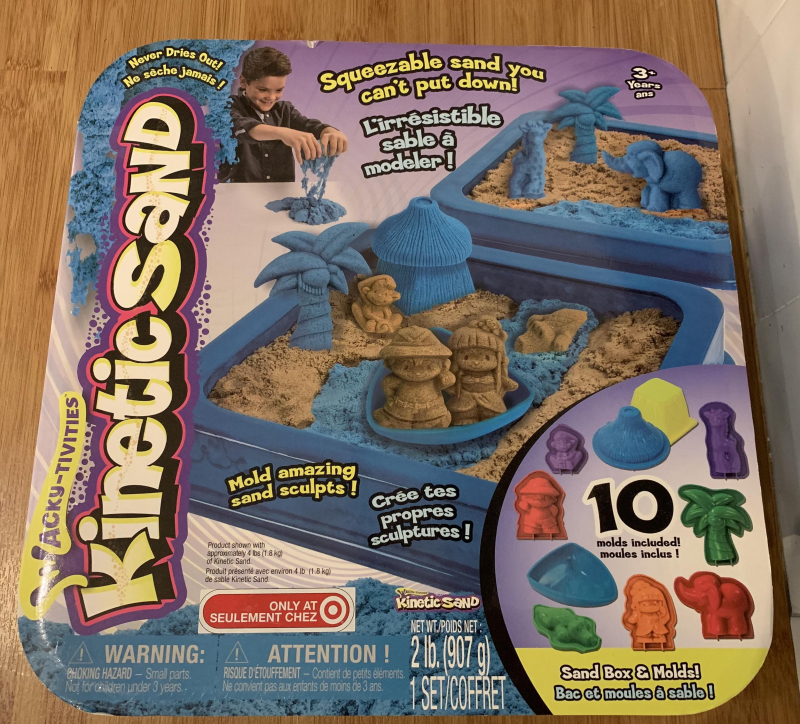 Never Dries Out!
Ne sèche jamais !
Squeezable sand you
can't put down!
L'irrésistible
sable à
modeler !
3+
Years
ans
WACKY-TIVITIES™
Kinetic Sand
Mold amazing
sand sculpts !
Crée tes
propres
sculptures !
10
molds included!
moules inclus !
Product shown with
approximately 4 lbs (1.8 kg)
of Kinetic Sand.
Produit présenté avec environ 4 lb (1.8 kg)
de sable Kinetic Sand.
ONLY AT
SEULEMENT CHEZ
Kinetic Sand
NET WT./POIDS NET :
2 lb. (907 g)
1 SET/COFFRET
WARNING:
CHOKING HAZARD – Small parts.
Not for children under 3 years.
ATTENTION !
RISQUE D'ÉTOUFFEMENT – Contient de petits éléments.
Ne convient pas aux enfants de moins de 3 ans.
Sand Box & Molds!
Bac et moules à sable !